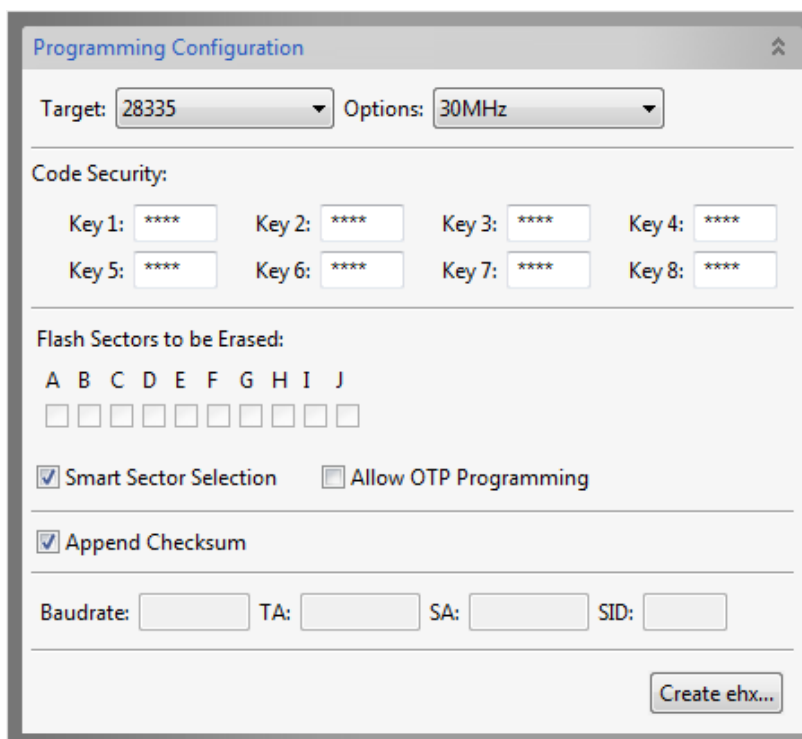 Programming Configuration
Target: 28335 Options: 30MHz
Code Security:
Key 1: **** Key 2: **** Key 3: **** Key 4: ****
Key 5: **** Key 6: **** Key 7: **** Key 8: ****
Flash Sectors to be Erased:
A B C D E F G H I J
Smart Sector Selection Allow OTP Programming
Append Checksum
Baudrate: TA: SA: SID:
Create ehx...